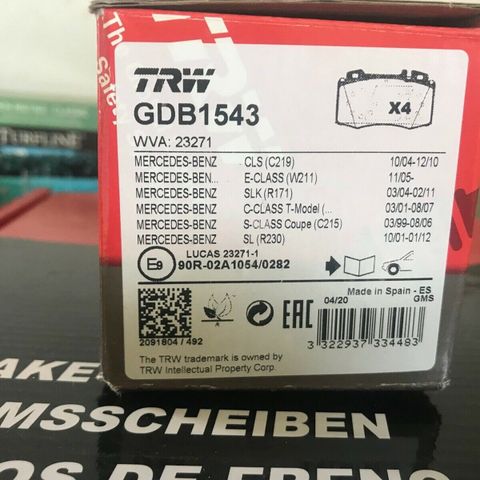 The
Safety
TRW
GDB1543
WVA: 23271
X4
MERCEDES-BENZ CLS (C219) 10/04-12/10
MERCEDES-BEN... E-CLASS (W211) 11/05-
MERCEDES-BENZ SLK (R171) 03/04-02/11
MERCEDES-BENZ C-CLASS T-Model (... 03/01-08/07
MERCEDES-BENZ S-CLASS Coupe (C215) 03/99-08/06
MERCEDES-BENZ SL (R230) 10/01-01/12
LUCAS 23271-1
E9 90R-02A1054/0282
Made in Spain - ES
04/20 GMS
EAC
2091804 / 492
3 322937 334483
The TRW trademark is owned by
TRW Intellectual Property Corp.
AKES
MSSCHEIBEN
OS DE FRENO